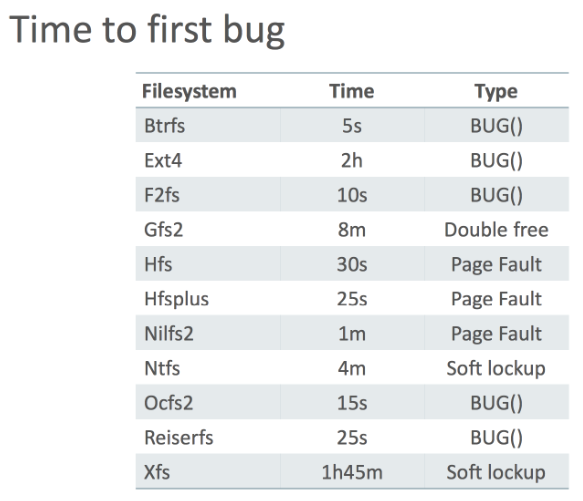 Time to first bug
Filesystem Time Type
Btrfs 5s BUG()
Ext4 2h BUG()
F2fs 10s BUG()
Gfs2 8m Double free
Hfs 30s Page Fault
Hfsplus 25s Page Fault
Nilfs2 1m Page Fault
Ntfs 4m Soft lockup
Ocfs2 15s BUG()
Reiserfs 25s BUG()
Xfs 1h45m Soft lockup